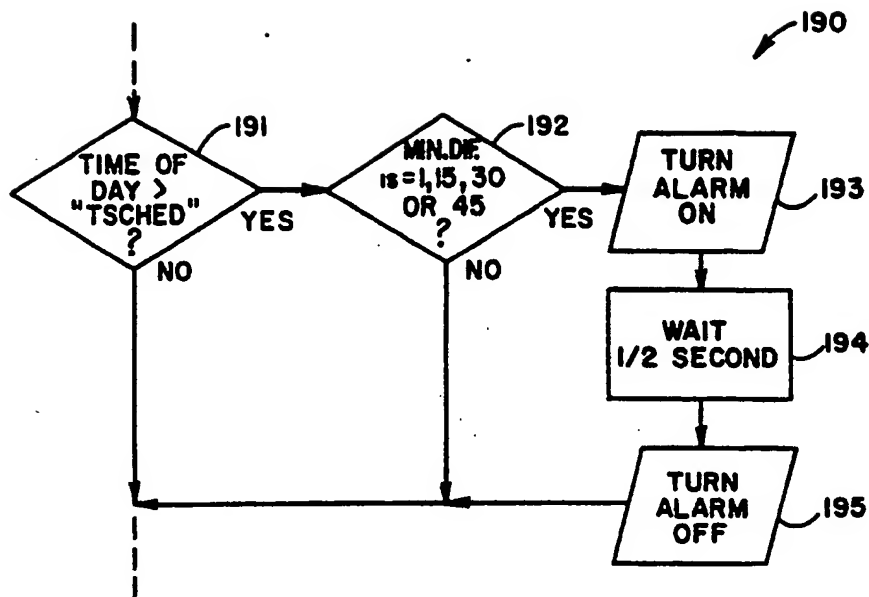 190
191
TIME OF
DAY >
"TSCHED"
?
YES
NO
192
MIN.DIF.
is=1,15,30
OR 45
?
YES
NO
TURN
ALARM
ON
193
WAIT
1/2 SECOND
194
TURN
ALARM
OFF
195